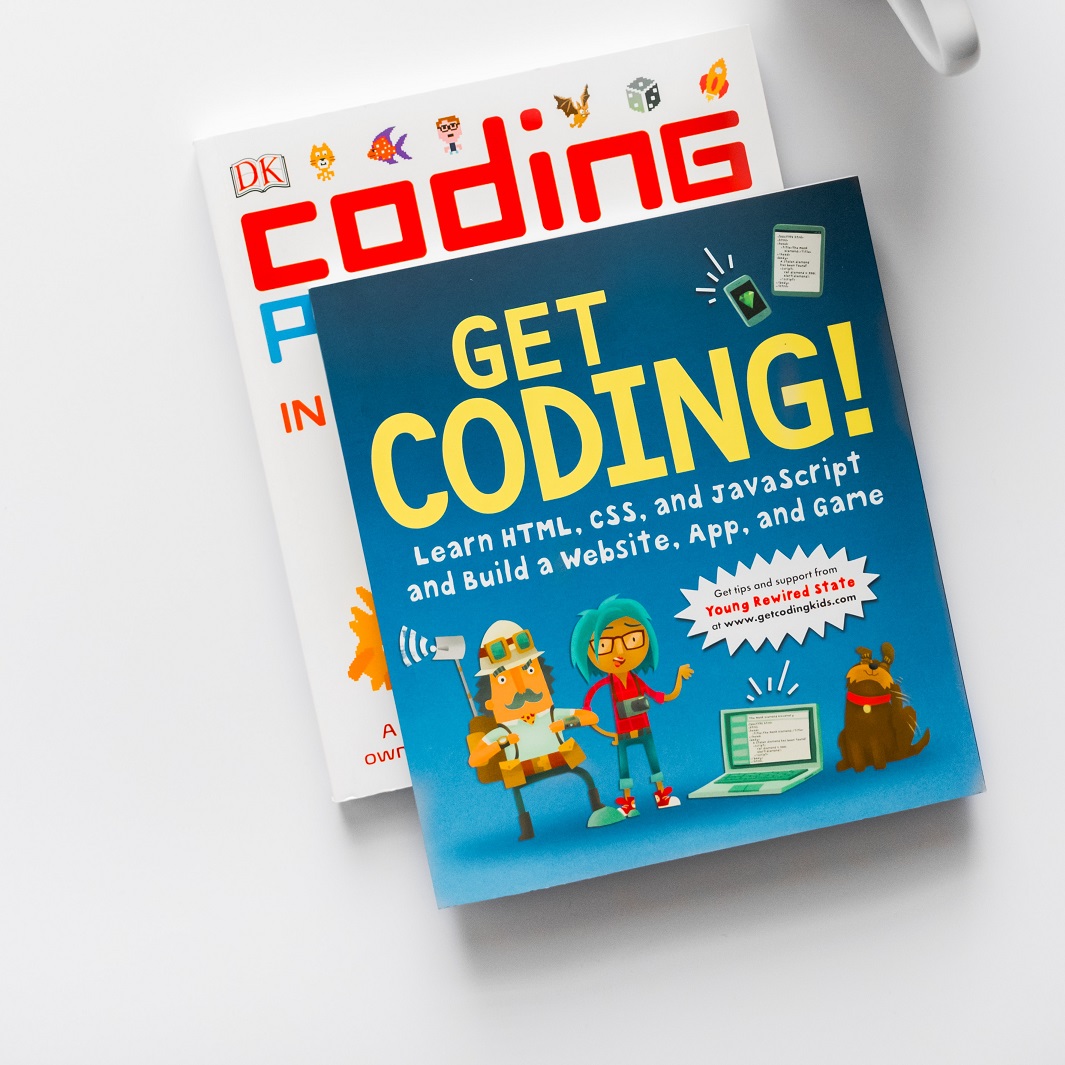 DK
coding
P
IN
A
OWN
GET
CODING!
Learn HTML, CSS, and JavaScript
and Build a Website, App, and Game
Get tips and support from
Young Rewired State
at www.getcodingkids.com